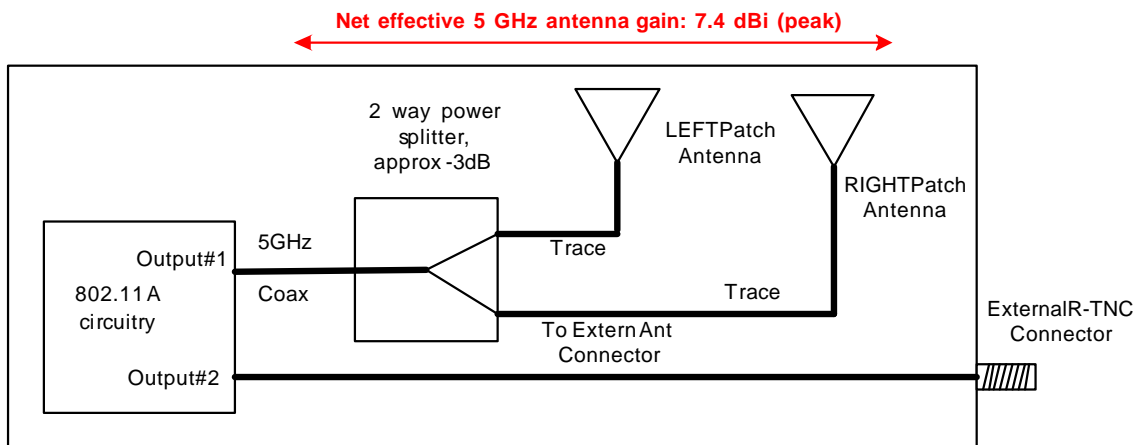 Net effective 5 GHz antenna gain: 7.4 dBi (peak)
2 way power
splitter,
approx -3dB
LEFTPatch
Antenna
RIGHTPatch
Antenna
Output#1
5GHz
Coax
802.11A
circuitry
Trace
Trace
To Extern Ant
Connector
ExternalR-TNC
Connector
Output#2